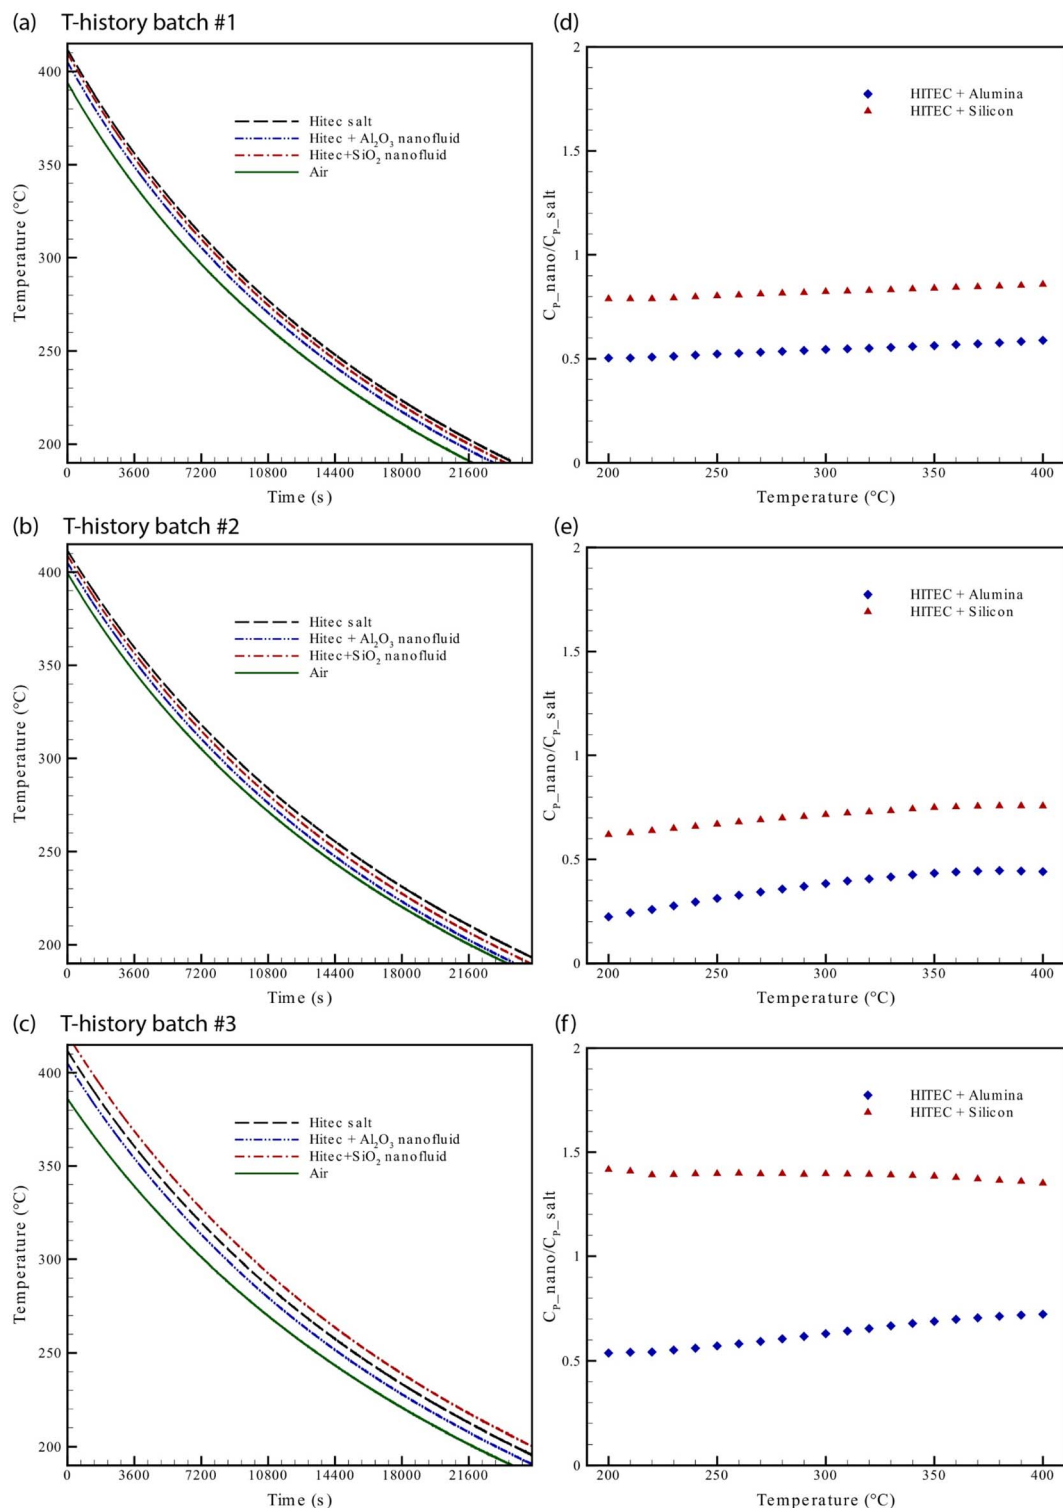 (a) T-history batch #1
400
350
300
250
200
Temperature (°C)
Hitec salt
Hitec + Al₂O₃ nanofluid
Hitec+SiO₂ nanofluid
Air
0 3600 7200 10800 14400 18000 21600
Time (s)
(d)
2
1.5
1
0.5
0
C_P_nano/C_P_salt
HITEC + Alumina
HITEC + Silicon
200 250 300 350 400
Temperature (°C)
(b) T-history batch #2
400
350
300
250
200
Temperature (°C)
Hitec salt
Hitec + Al₂O₃ nanofluid
Hitec+SiO₂ nanofluid
Air
0 3600 7200 10800 14400 18000 21600
Time (s)
(e)
2
1.5
1
0.5
0
C_P_nano/C_P_salt
HITEC + Alumina
HITEC + Silicon
200 250 300 350 400
Temperature (°C)
(c) T-history batch #3
400
350
300
250
200
Temperature (°C)
Hitec salt
Hitec + Al₂O₃ nanofluid
Hitec+SiO₂ nanofluid
Air
0 3600 7200 10800 14400 18000 21600
Time (s)
(f)
2
1.5
1
0.5
0
C_P_nano/C_P_salt
HITEC + Alumina
HITEC + Silicon
200 250 300 350 400
Temperature (°C)